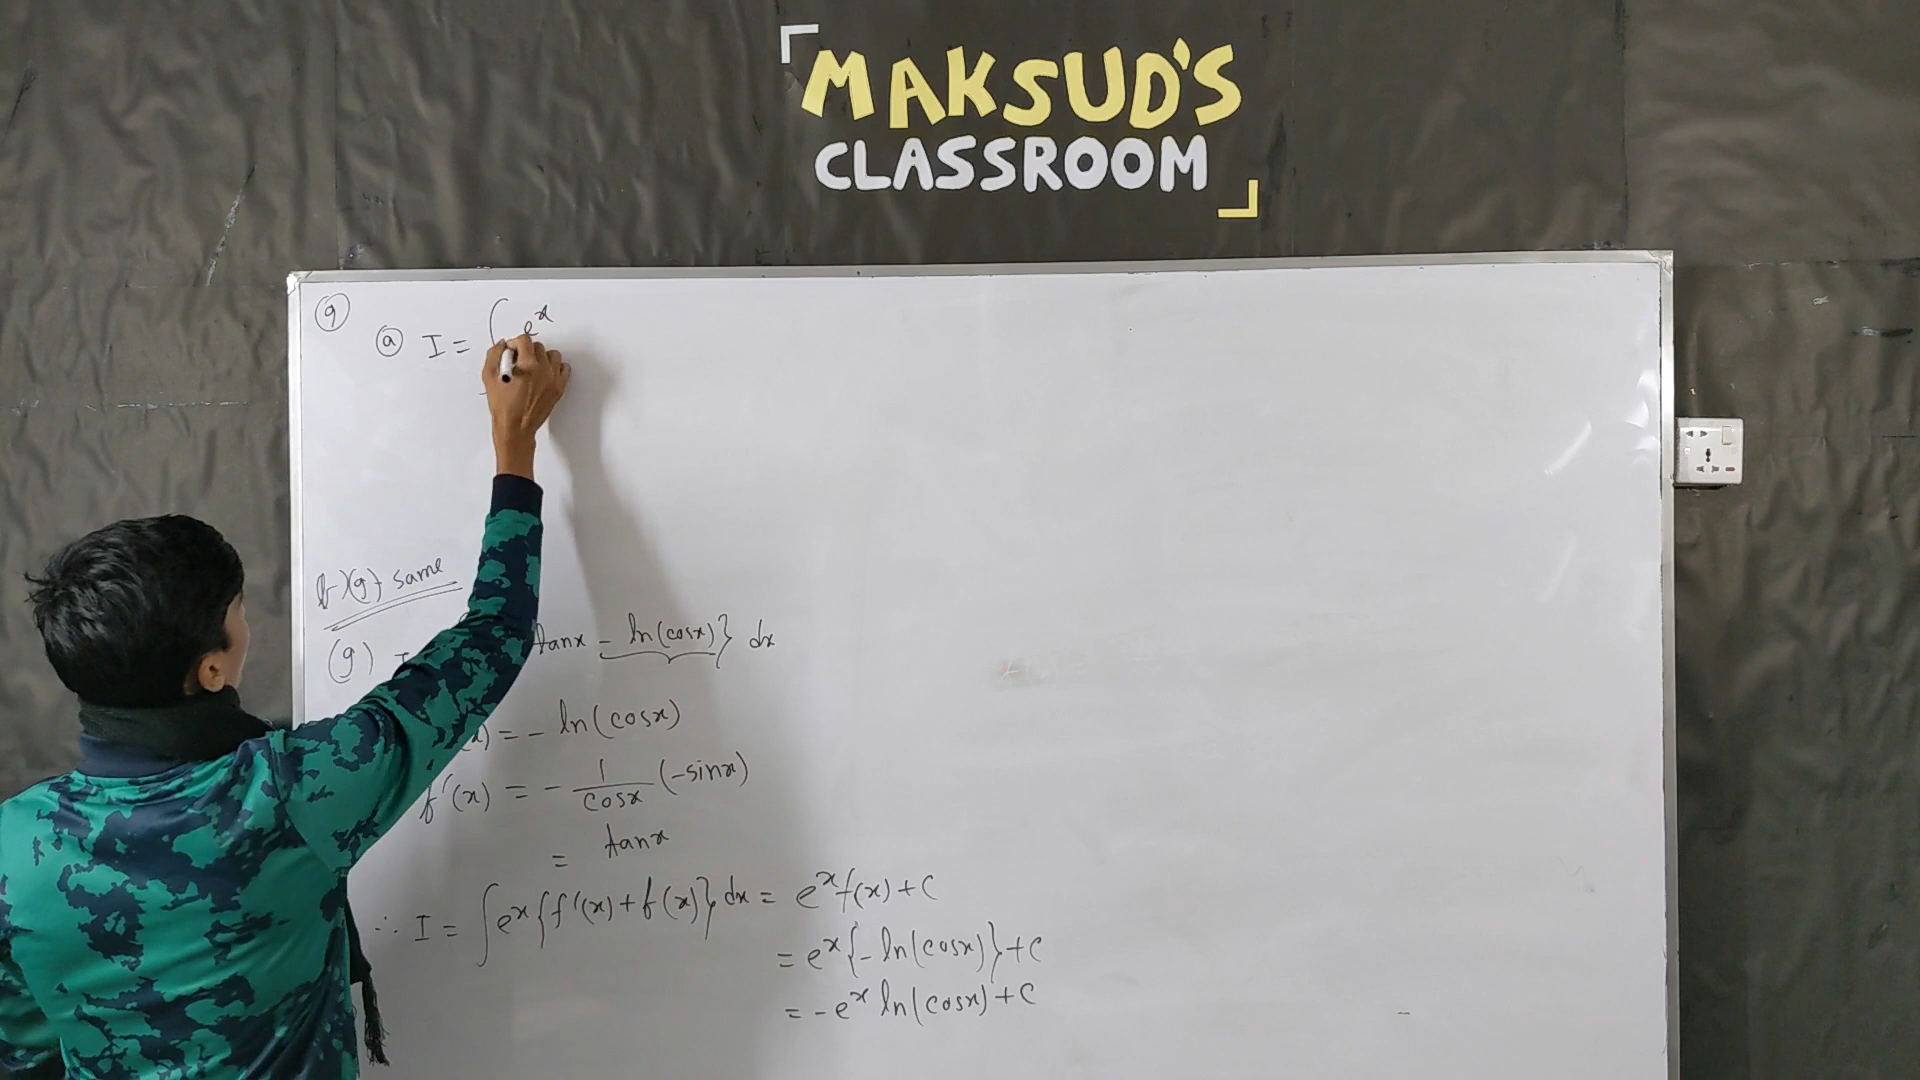 MAKSUD'S
CLASSROOM
(9)
(a) I = ∫ e^x
b)(g) same
(g) I tanx - ln(cosx)} dx
(x) = - ln(cosx)
f'(x) = - 1/cosx (-sinx)
= tanx
∴ I = ∫e^x{f'(x)+f(x)}dx = e^x f(x)+c
= e^x{-ln(cosx)}+c
= -e^x ln(cosx)+c